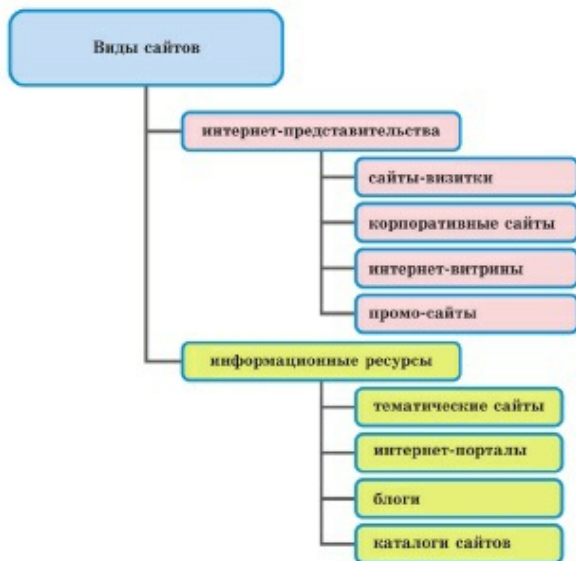 Виды сайтов
интернет-представительства
сайты-визитки
корпоративные сайты
интернет-витрины
промо-сайты
информационные ресурсы
тематические сайты
интернет-порталы
блоги
каталоги сайтов